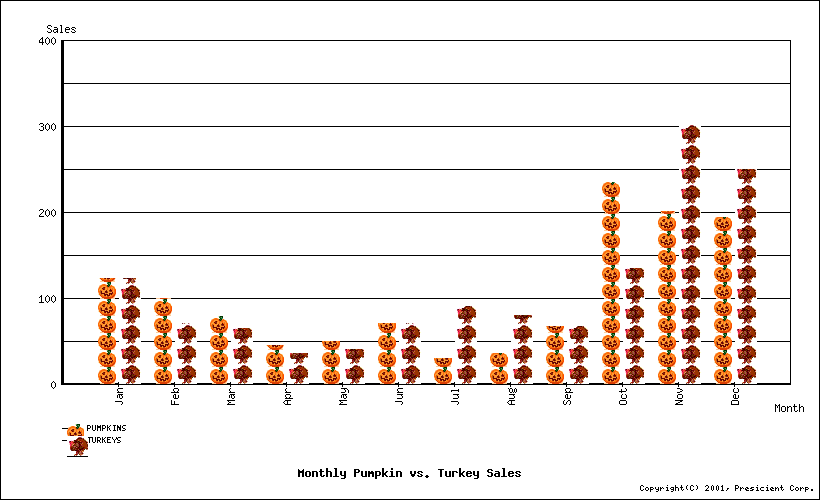 Sales
400
300
200
100
0
Jan
Feb
Mar
Apr
May
Jun
Jul
Aug
Sep
Oct
Nov
Dec
Month
PUMPKINS
TURKEYS
Monthly Pumpkin vs. Turkey Sales
Copyright(C) 2001, Presicient Corp.